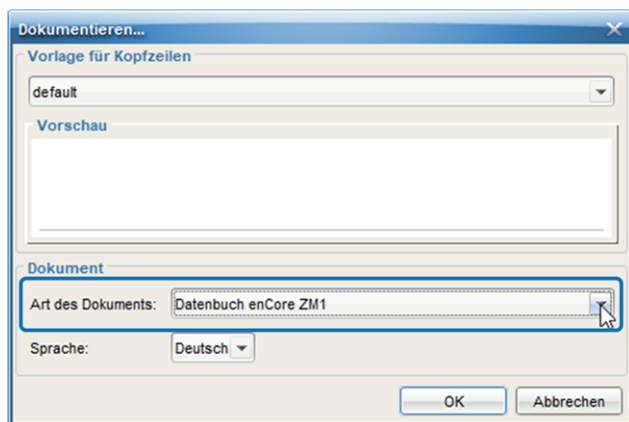 Dokumentieren...
Vorlage für Kopfzeilen
default
Vorschau
Dokument
Art des Dokuments: Datenbuch enCore ZM1
Sprache: Deutsch
OK Abbrechen